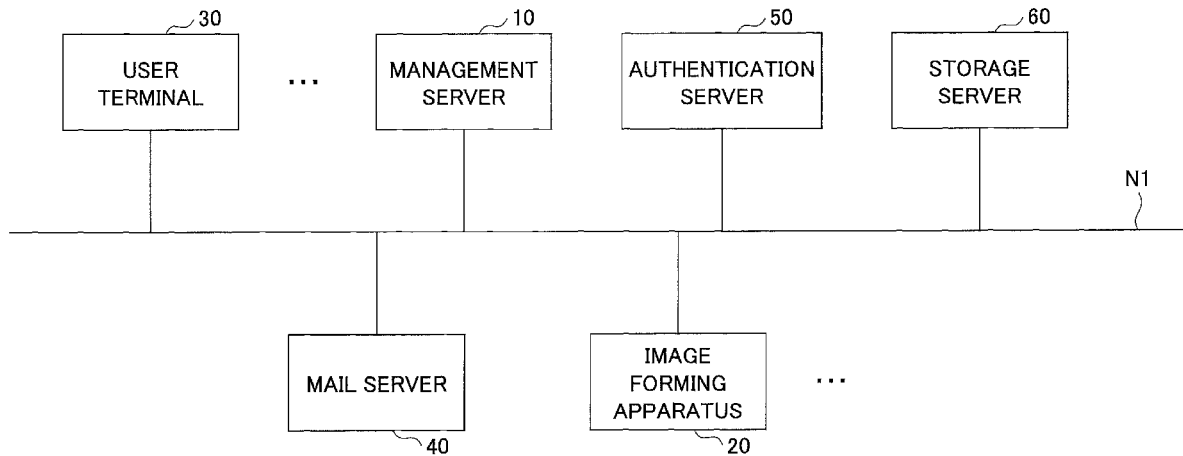 30
10
50
60
USER
TERMINAL
...
MANAGEMENT
SERVER
AUTHENTICATION
SERVER
STORAGE
SERVER
N1
MAIL SERVER
IMAGE
FORMING
APPARATUS
...
40
20